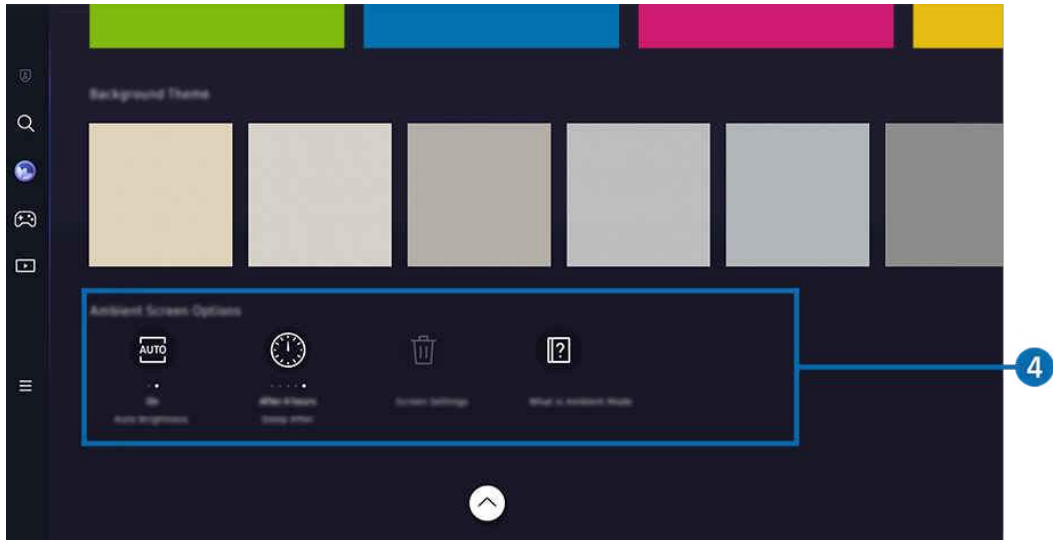 Background Theme
Ambient Screen Options
AUTO
?
4
On
After 8 hours
Screen Settings
What is Ambient Mode
Auto Brightness
Sleep After